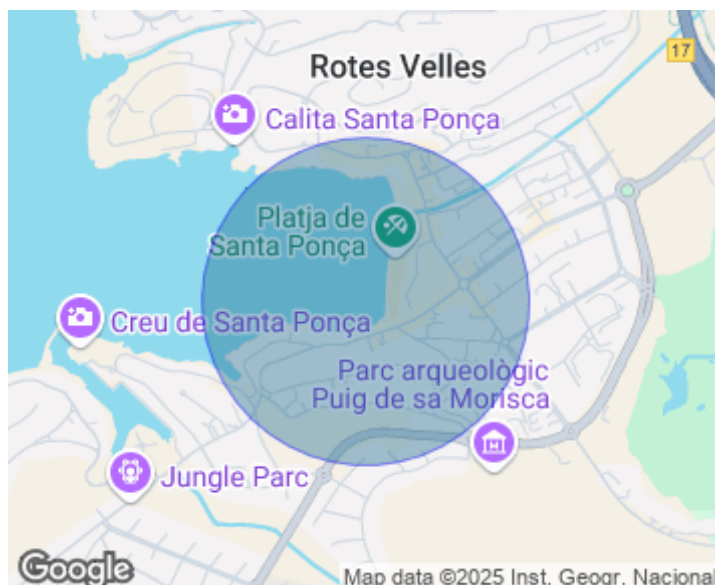 Rotes Velles
17
Calita Santa Ponça
Platja de
Santa Ponça
Creu de Santa Ponça
Parc arqueològic
Puig de sa Morisca
Jungle Parc
Google
Map data ©2025 Inst. Geogr. Nacional